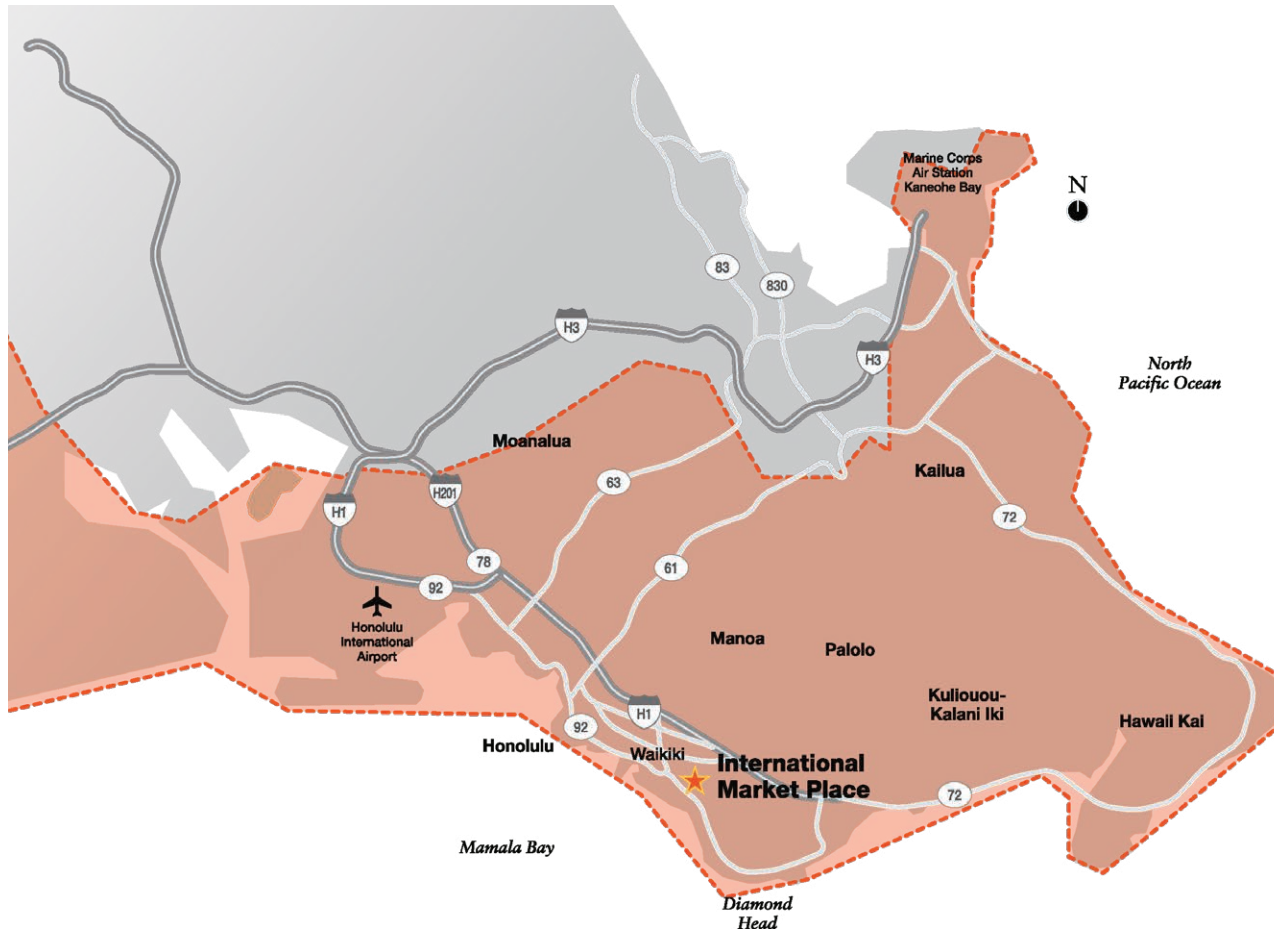 Marine Corps
Air Station
Kaneohe Bay
N
83
830
H3
H3
North
Pacific Ocean
Moanalua
Kailua
63
H201
H1
72
78
61
92
Honolulu
International
Airport
Manoa
Palolo
Kuliouou-
Kalani Iki
H1
Hawaii Kai
92
Honolulu
Waikiki
International
Market Place
72
Mamala Bay
Diamond
Head